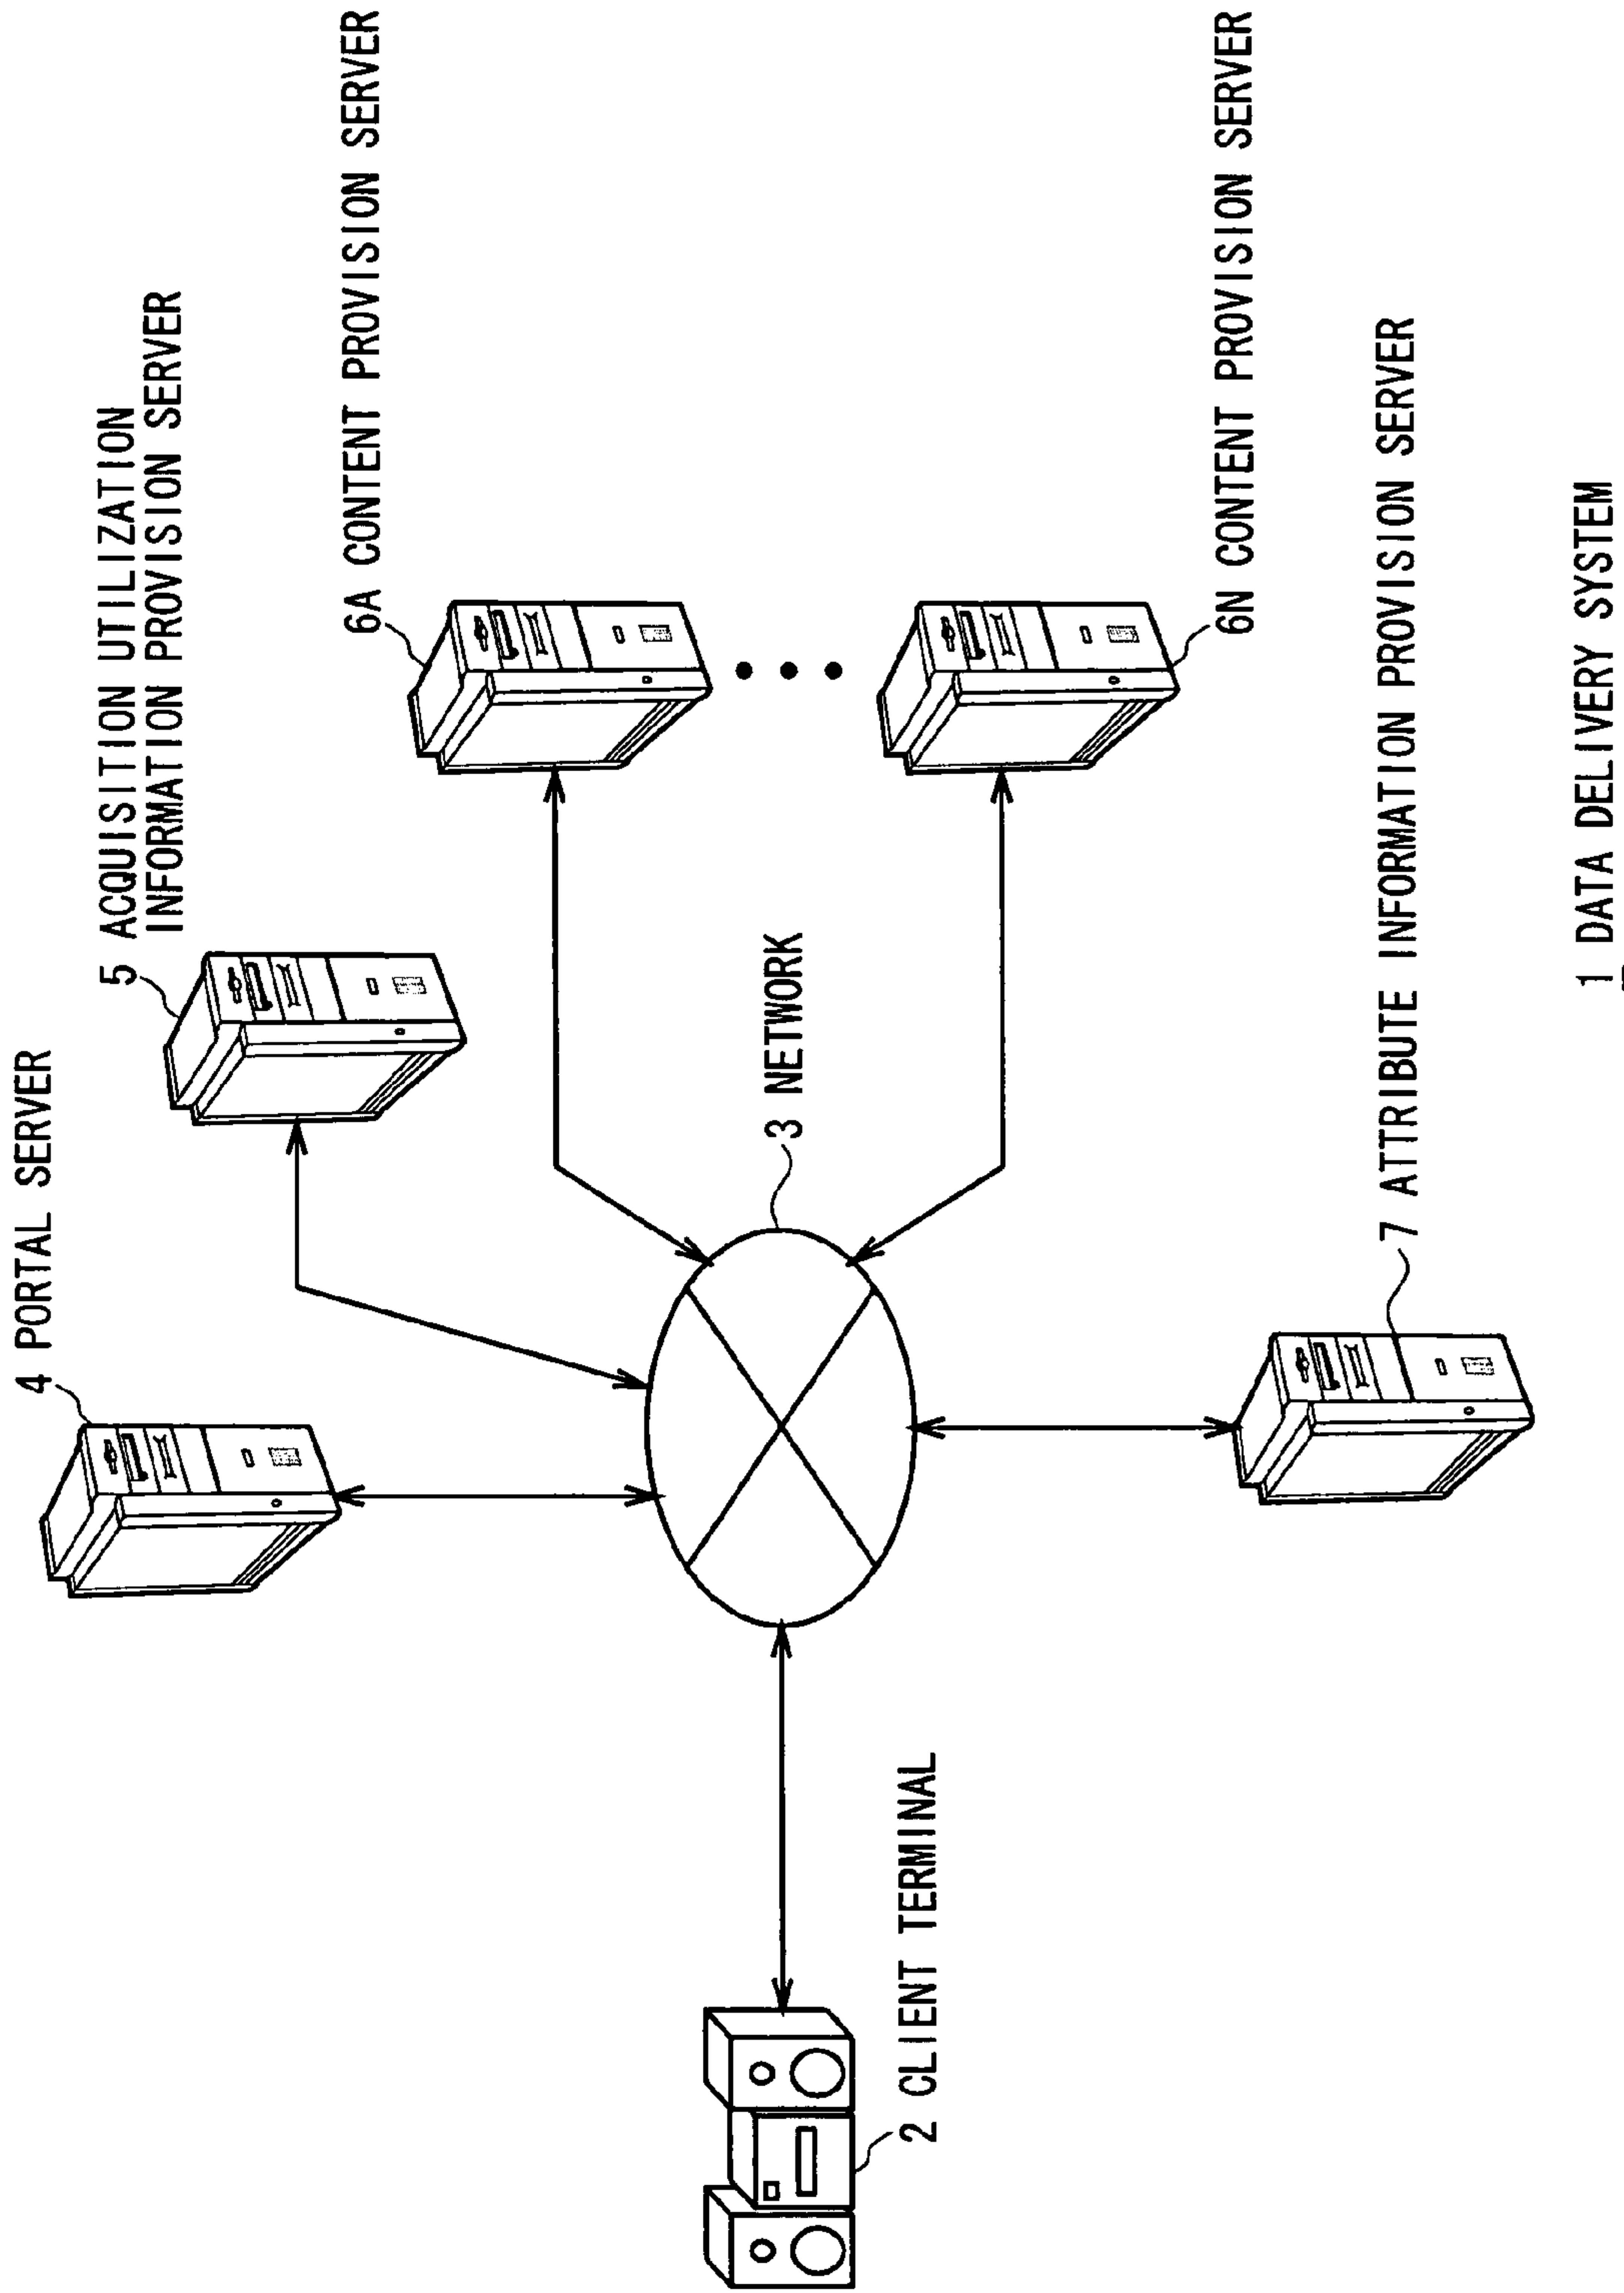 4 PORTAL SERVER
5 ACQUISITION UTILIZATION
INFORMATION PROVISION SERVER
6A CONTENT PROVISION SERVER
3 NETWORK
2 CLIENT TERMINAL
6N CONTENT PROVISION SERVER
7 ATTRIBUTE INFORMATION PROVISION SERVER
1 DATA DELIVERY SYSTEM